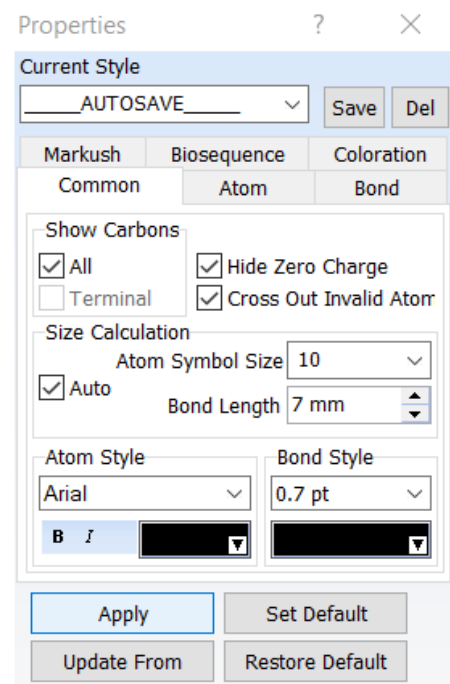 Properties ?
Current Style
_____AUTOSAVE_____ Save Del
Markush Biosequence Coloration
Common Atom Bond
Show Carbons
All Hide Zero Charge
Terminal Cross Out Invalid Atom
Size Calculation
Atom Symbol Size 10
Auto
Bond Length 7 mm
Atom Style Bond Style
Arial 0.7 pt
B I
Apply Set Default
Update From Restore Default